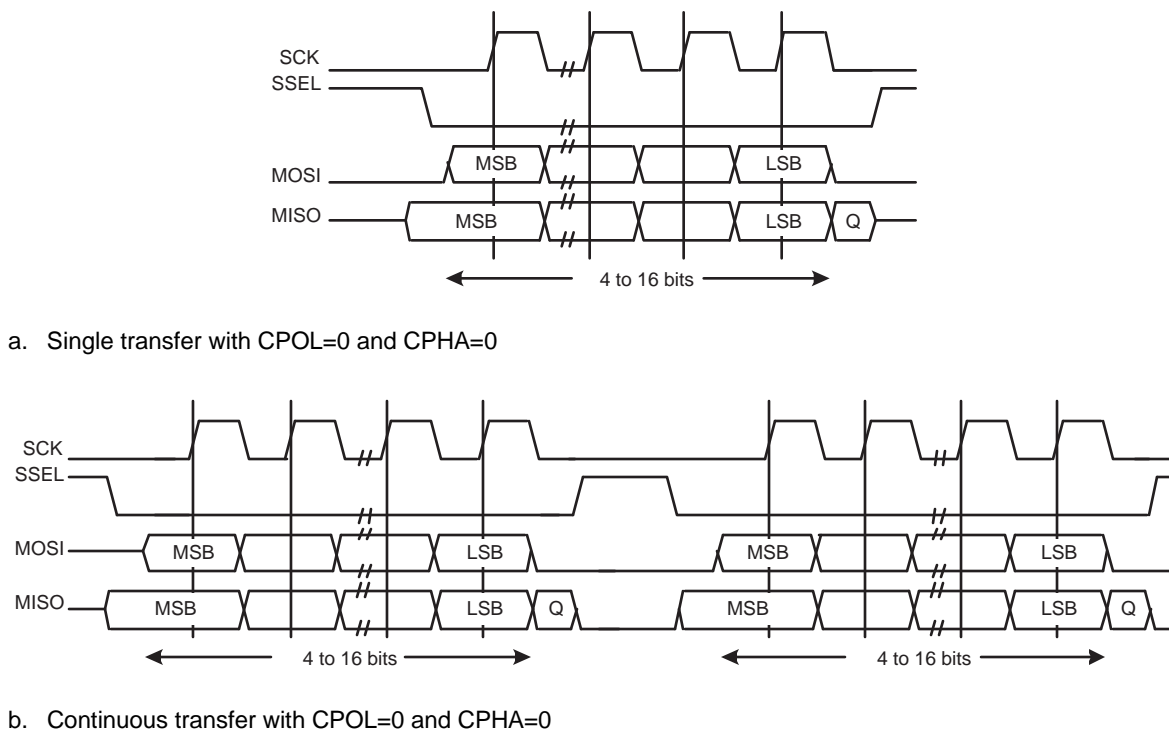 SCK
SSEL
MOSI MSB LSB
MISO MSB LSB Q
4 to 16 bits
a. Single transfer with CPOL=0 and CPHA=0
SCK
SSEL
MOSI MSB LSB MSB LSB
MISO MSB LSB Q MSB LSB Q
4 to 16 bits 4 to 16 bits
b. Continuous transfer with CPOL=0 and CPHA=0